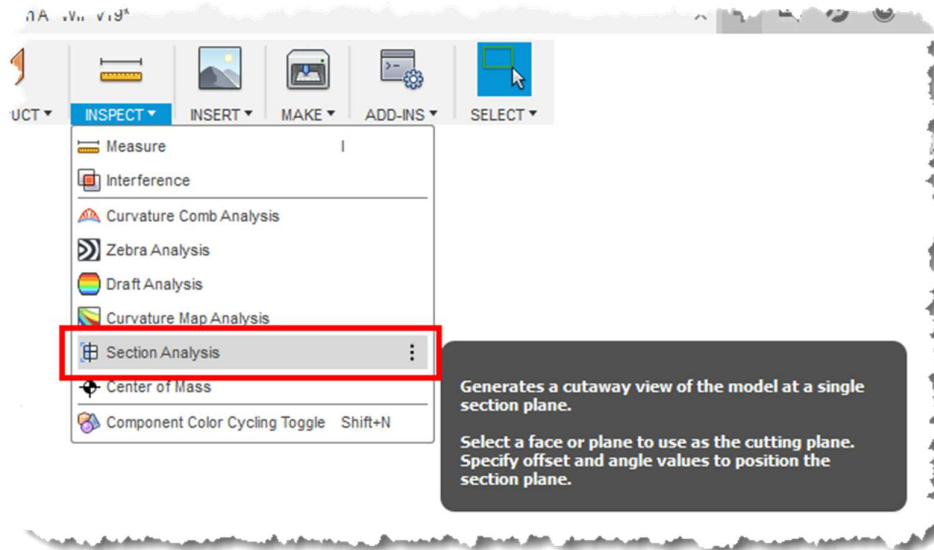 UCT
INSPECT
INSERT
MAKE
ADD-INS
SELECT
Measure I
Interference
Curvature Comb Analysis
Zebra Analysis
Draft Analysis
Curvature Map Analysis
Section Analysis
Center of Mass
Component Color Cycling Toggle Shift+N
Generates a cutaway view of the model at a single
section plane.
Select a face or plane to use as the cutting plane.
Specify offset and angle values to position the
section plane.